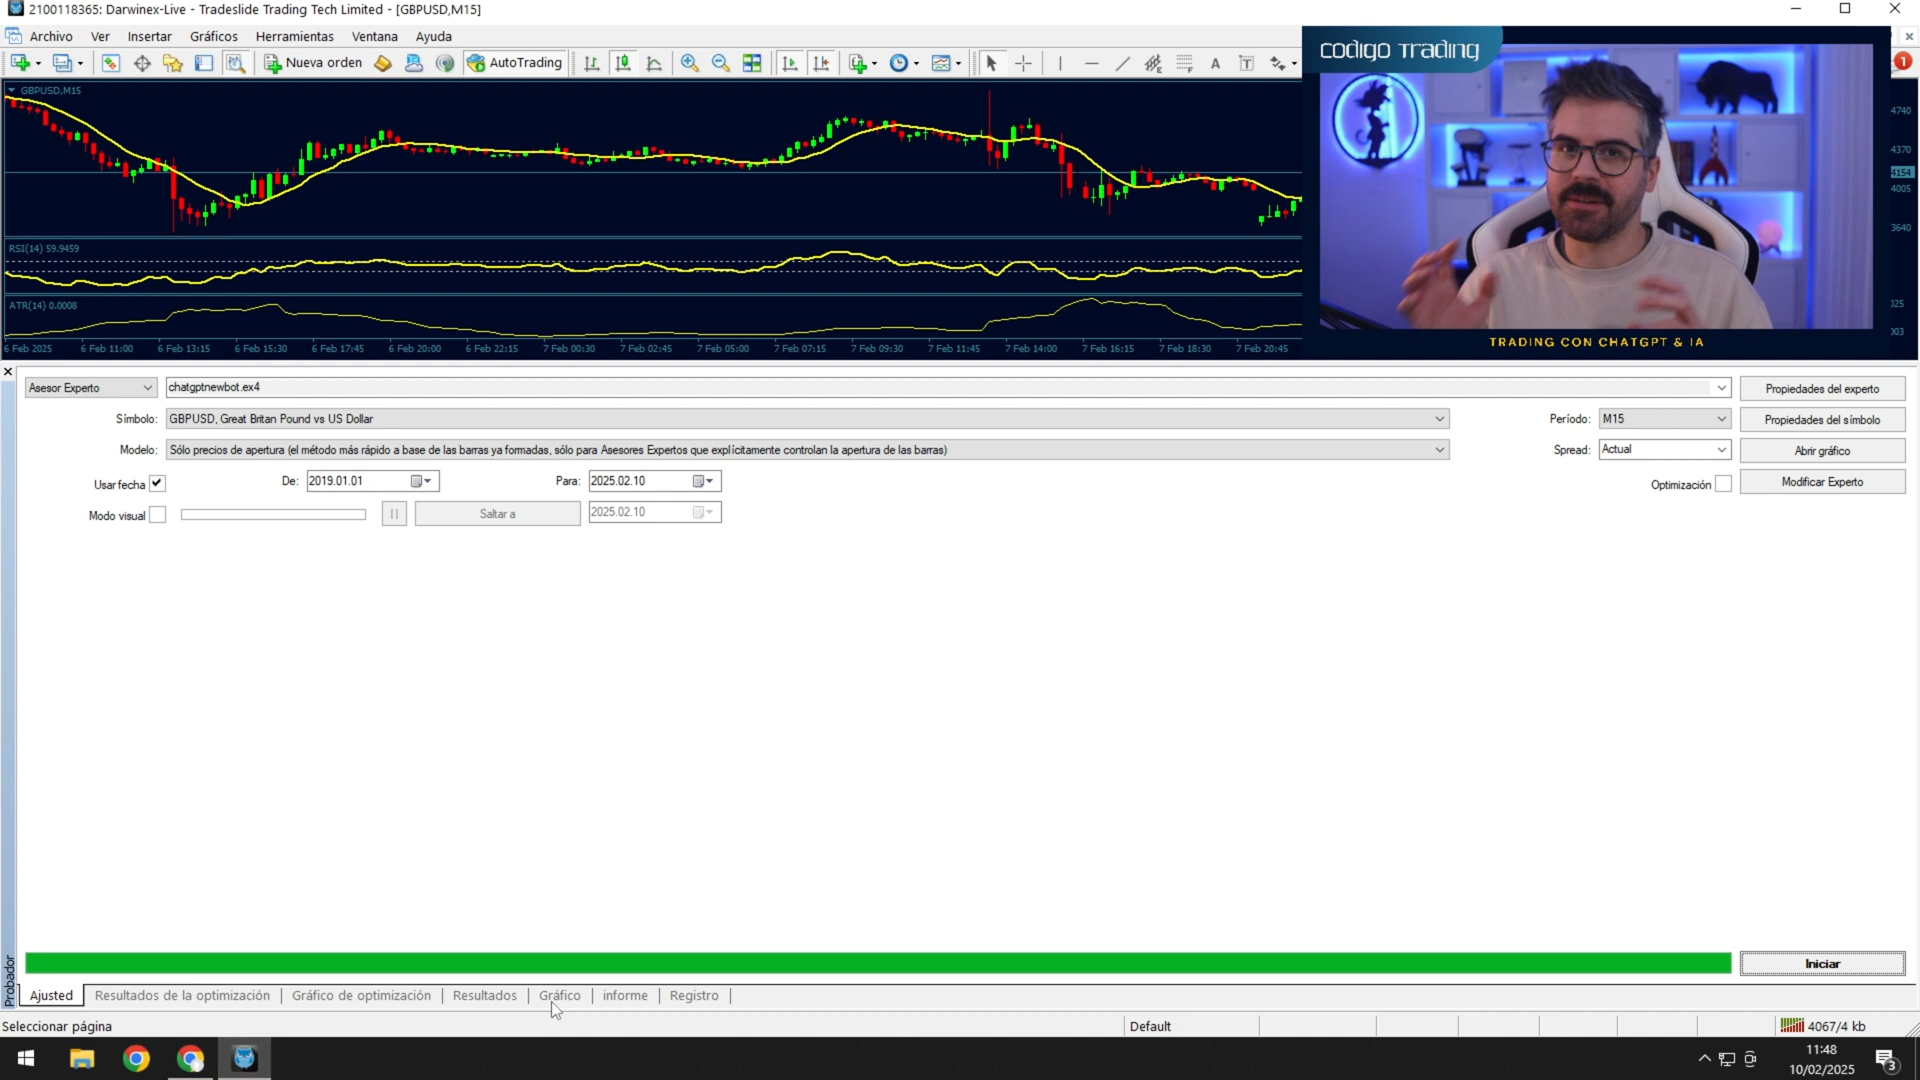 2100118365: Darwinex-Live - Tradeslide Trading Tech Limited - [GBPUSD,M15]
Archivo Ver Insertar Gráficos Herramientas Ventana Ayuda
Nueva orden AutoTrading
codigo Trading
1
GBPUSD,M15
4740
4370
4154
4005
3640
RSI(14) 59.9459
ATR(14) 0.0008
6 Feb 2025 6 Feb 11:00 6 Feb 13:15 6 Feb 15:30 6 Feb 17:45 6 Feb 20:00 6 Feb 22:15 7 Feb 00:30 7 Feb 02:45 7 Feb 05:00 7 Feb 07:15 7 Feb 09:30 7 Feb 11:45 7 Feb 14:00 7 Feb 16:15 7 Feb 18:30 7 Feb 20:45
TRADING CON CHATGPT & IA
Asesor Experto chatgptnewbot.ex4 Propiedades del experto
Símbolo: GBPUSD, Great Britan Pound vs US Dollar Período: M15 Propiedades del símbolo
Modelo: Sólo precios de apertura (el método más rápido a base de las barras ya formadas, sólo para Asesores Expertos que explícitamente controlan la apertura de las barras) Spread: Actual Abrir gráfico
Usar fecha De: 2019.01.01 Para: 2025.02.10 Optimización Modificar Experto
Modo visual Saltar a 2025.02.10
Probador
Iniciar
Ajusted Resultados de la optimización Gráfico de optimización Resultados Gráfico informe Registro
Seleccionar página Default 4067/4 kb
11:48
10/02/2025
3